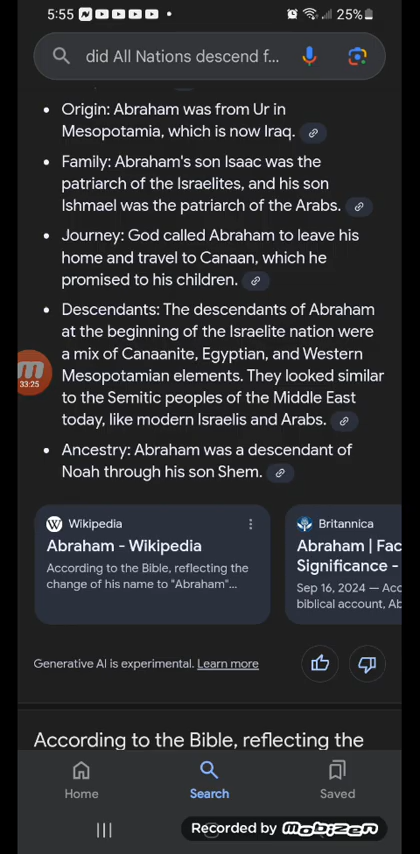 5:55
25%
did All Nations descend f...
Origin: Abraham was from Ur in
Mesopotamia, which is now Iraq.
Family: Abraham's son Isaac was the
patriarch of the Israelites, and his son
Ishmael was the patriarch of the Arabs.
Journey: God called Abraham to leave his
home and travel to Canaan, which he
promised to his children.
Descendants: The descendants of Abraham
at the beginning of the Israelite nation were
a mix of Canaanite, Egyptian, and Western
Mesopotamian elements. They looked similar
to the Semitic peoples of the Middle East
today, like modern Israelis and Arabs.
33:25
Ancestry: Abraham was a descendant of
Noah through his son Shem.
W Wikipedia
Abraham - Wikipedia
According to the Bible, reflecting the
change of his name to "Abraham"...
Britannica
Abraham | Fac
Significance -
Sep 16, 2024 — Acc
biblical account, Ab
Generative AI is experimental. Learn more
According to the Bible, reflecting the
Home
Search
Saved
Recorded by mobizen